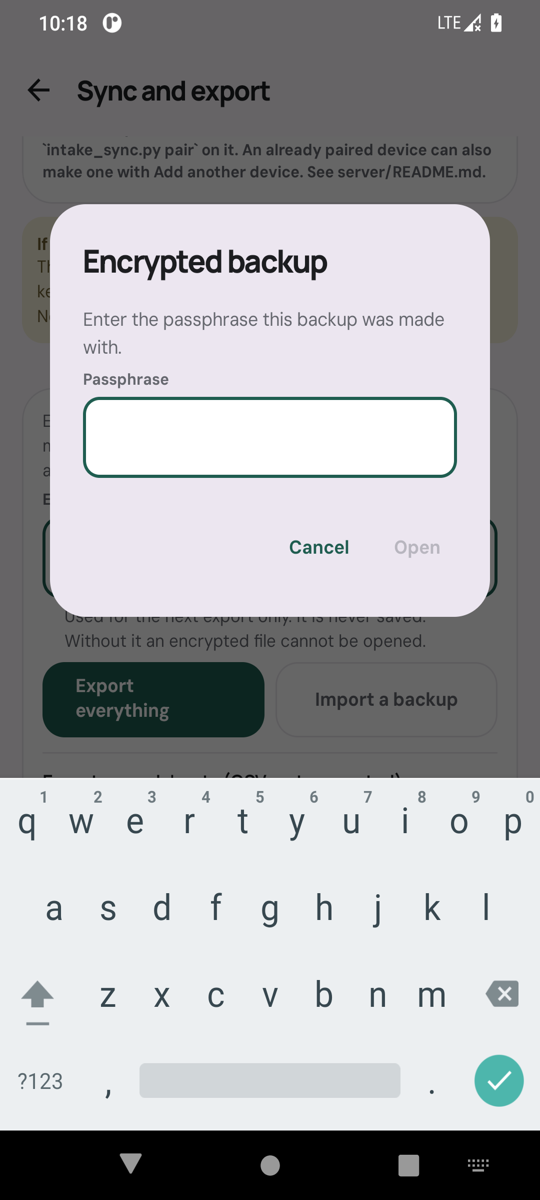 10:18
LTE
Sync and export
`intake_sync.py pair` on it. An already paired device can also
make one with Add another device. See server/README.md.
If
Encrypted backup
Enter the passphrase this backup was made
with.
Passphrase
Cancel
Open
Used for the next export only. It is never saved.
Without it an encrypted file cannot be opened.
Export
everything
Import a backup
1 2 3 4 5 6 7 8 9 0
q w e r t y u i o p
a s d f g h j k l
z x c v b n m
?123 , .